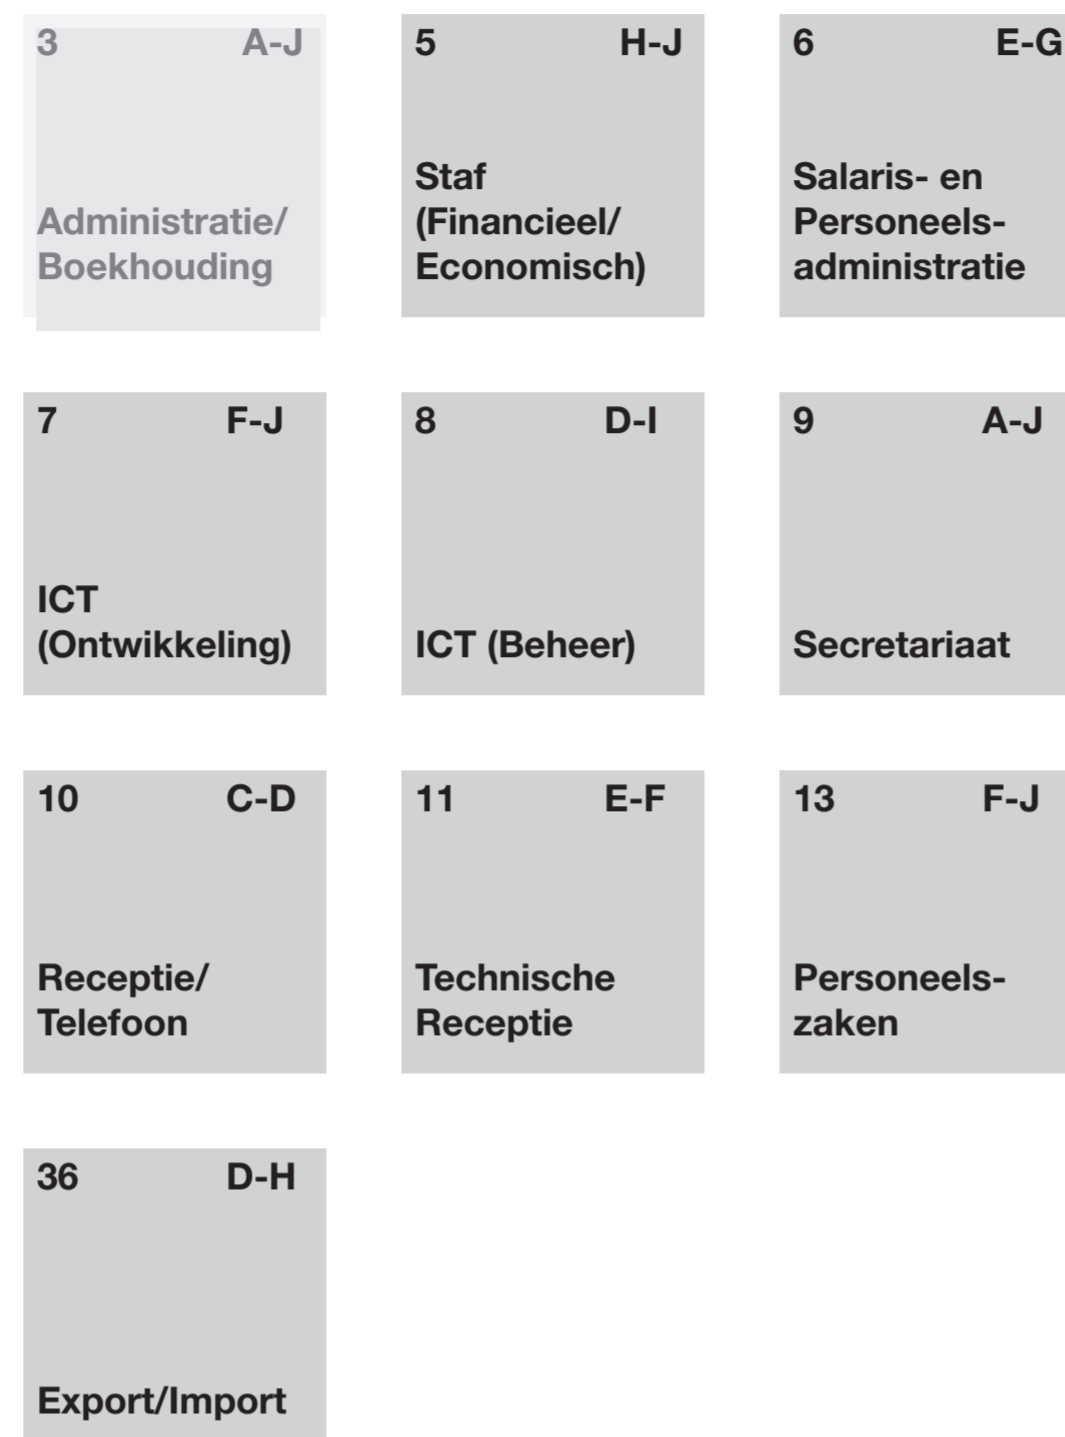 3 A-J
Administratie/
Boekhouding
5 H-J
Staf
(Financieel/
Economisch)
6 E-G
Salaris- en
Personeels-
administratie
7 F-J
ICT
(Ontwikkeling)
8 D-I
ICT (Beheer)
9 A-J
Secretariaat
10 C-D
Receptie/
Telefoon
11 E-F
Technische
Receptie
13 F-J
Personeels-
zaken
36 D-H
Export/Import